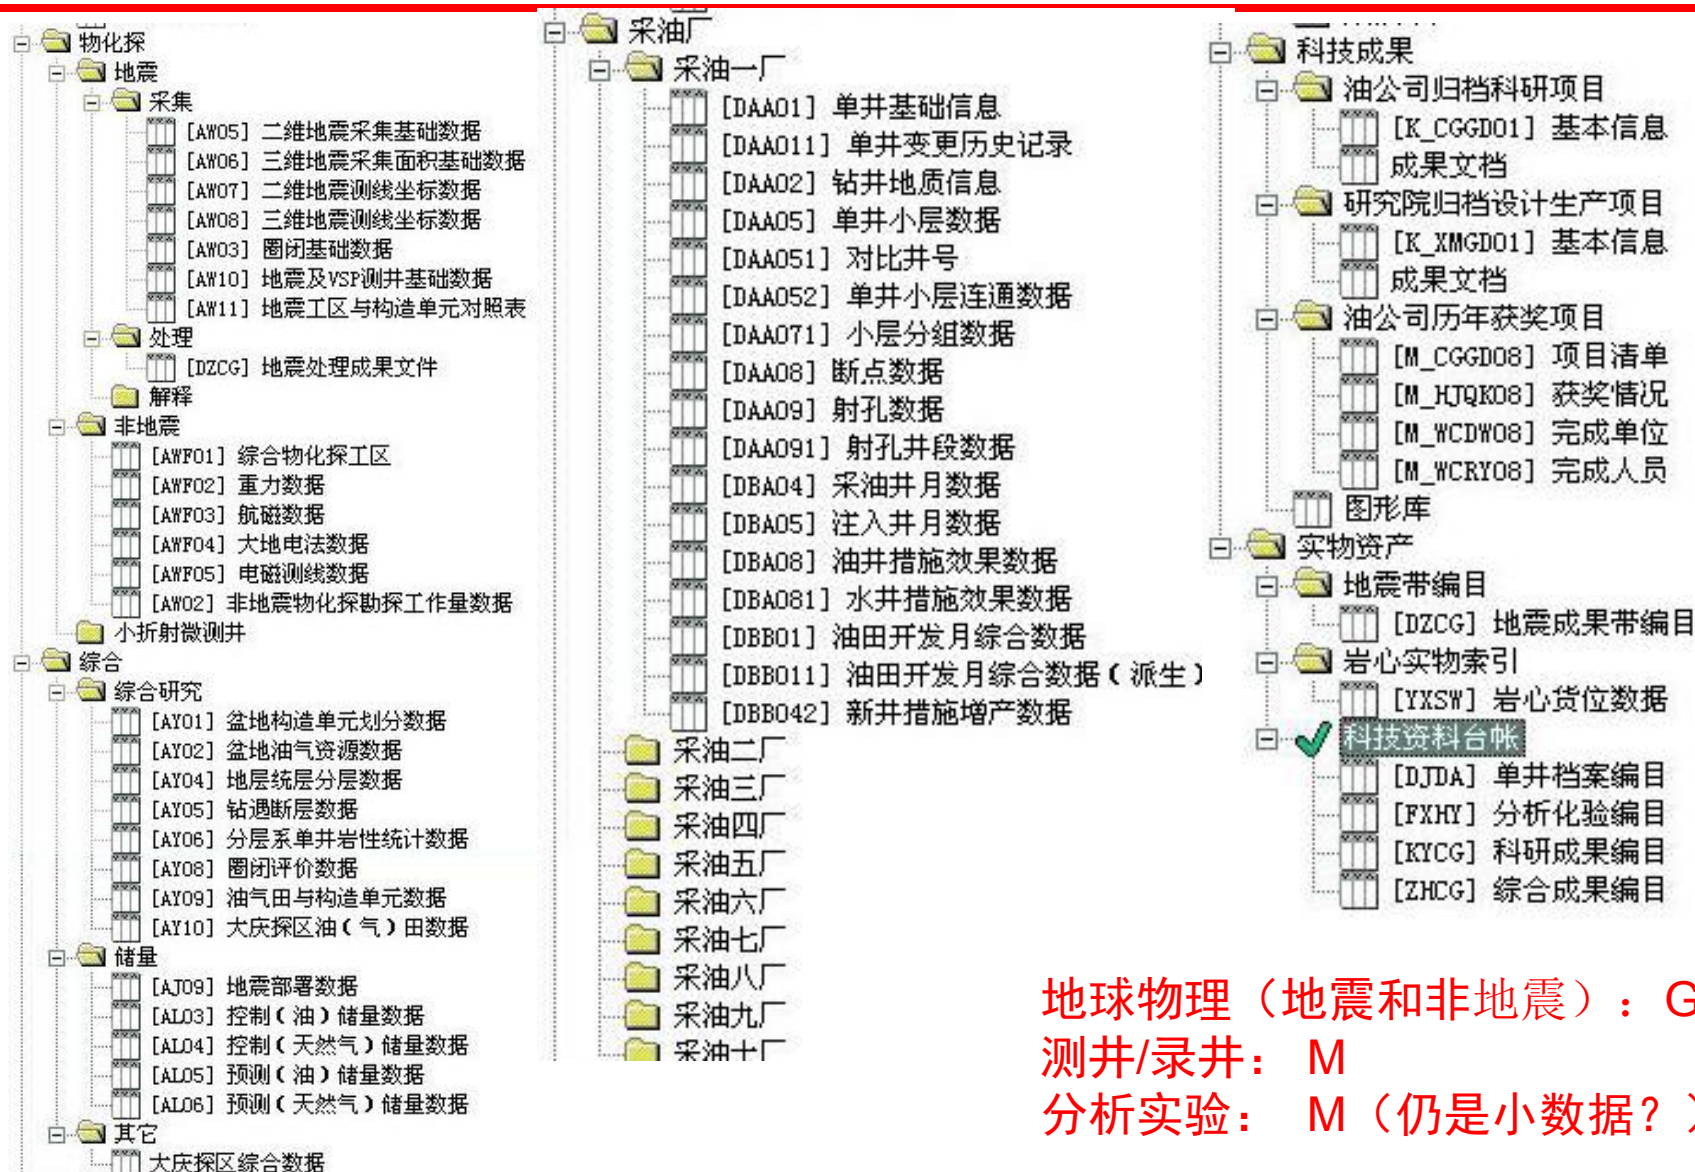 物化探
地震
采集
[AW05] 二维地震采集基础数据
[AW06] 三维地震采集面积基础数据
[AW07] 二维地震测线坐标数据
[AW08] 三维地震测线坐标数据
[AW03] 圈闭基础数据
[AW10] 地震及VSP测井基础数据
[AW11] 地震工区与构造单元对照表
处理
[DZCG] 地震处理成果文件
解释
非地震
[AWF01] 综合物化探工区
[AWF02] 重力数据
[AWF03] 航磁数据
[AWF04] 大地电法数据
[AWF05] 电磁测线数据
[AW02] 非地震物化探勘探工作量数据
小折射微测井
综合
综合研究
[AY01] 盆地构造单元划分数据
[AY02] 盆地油气资源数据
[AY04] 地层统层分层数据
[AY05] 钻遇断层数据
[AY06] 分层系单井岩性统计数据
[AY08] 圈闭评价数据
[AY09] 油气田与构造单元数据
[AY10] 大庆探区油(气)田数据
储量
[AJ09] 地震部署数据
[AL03] 控制(油)储量数据
[AL04] 控制(天然气)储量数据
[AL05] 预测(油)储量数据
[AL06] 预测(天然气)储量数据
其它
大庆探区综合数据
采油厂
采油一厂
[DAA01] 单井基础信息
[DAA011] 单井变更历史记录
[DAA02] 钻井地质信息
[DAA05] 单井小层数据
[DAA051] 对比井号
[DAA052] 单井小层连通数据
[DAA071] 小层分组数据
[DAA08] 断点数据
[DAA09] 射孔数据
[DAA091] 射孔井段数据
[DBA04] 采油井月数据
[DBA05] 注入井月数据
[DBA08] 油井措施效果数据
[DBA081] 水井措施效果数据
[DBB01] 油田开发月综合数据
[DBB011] 油田开发月综合数据(派生)
[DBB042] 新井措施增产数据
采油二厂
采油三厂
采油四厂
采油五厂
采油六厂
采油七厂
采油八厂
采油九厂
采油十厂
科技成果
油公司归档科研项目
[K_CGGD01] 基本信息
成果文档
研究院归档设计生产项目
[K_XMGD01] 基本信息
成果文档
油公司历年获奖项目
[M_CGGD08] 项目清单
[M_HJQK08] 获奖情况
[M_WCDW08] 完成单位
[M_WCRY08] 完成人员
图形库
实物资产
地震带编目
[DZCG] 地震成果带编目
岩心实物索引
[YXSW] 岩心货位数据
科技资料台帐
[DJDA] 单井档案编目
[FXHY] 分析化验编目
[KYCG] 科研成果编目
[ZHCG] 综合成果编目
地球物理（地震和非地震）：G
测井/录井： M
分析实验： M（仍是小数据？）